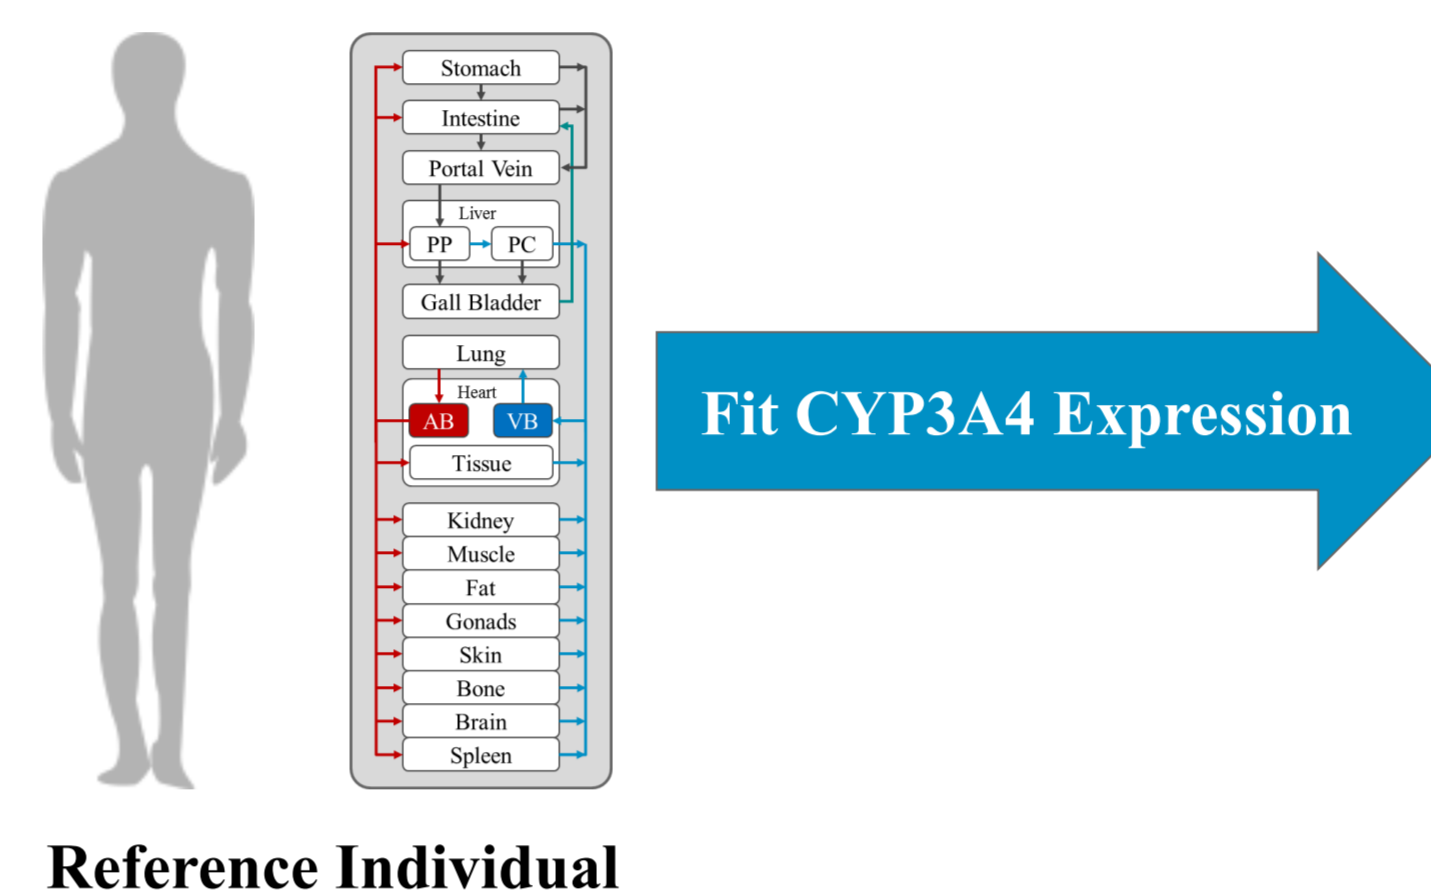 Stomach
Intestine
Portal Vein
Liver
PP
PC
Gall Bladder
Lung
Heart
AB
VB
Tissue
Kidney
Muscle
Fat
Gonads
Skin
Bone
Brain
Spleen
Fit CYP3A4 Expression
Reference Individual